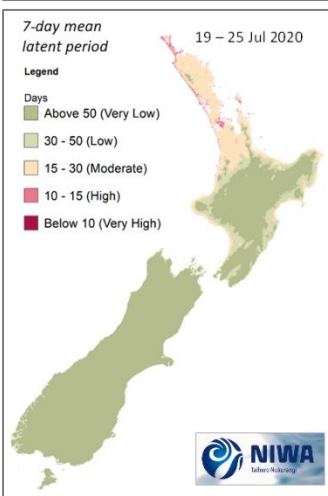 7-day mean
latent period
19 – 25 Jul 2020
Legend
Days
Above 50 (Very Low)
30 - 50 (Low)
15 - 30 (Moderate)
10 - 15 (High)
Below 10 (Very High)
NIWA
Taihoro Nukurangi